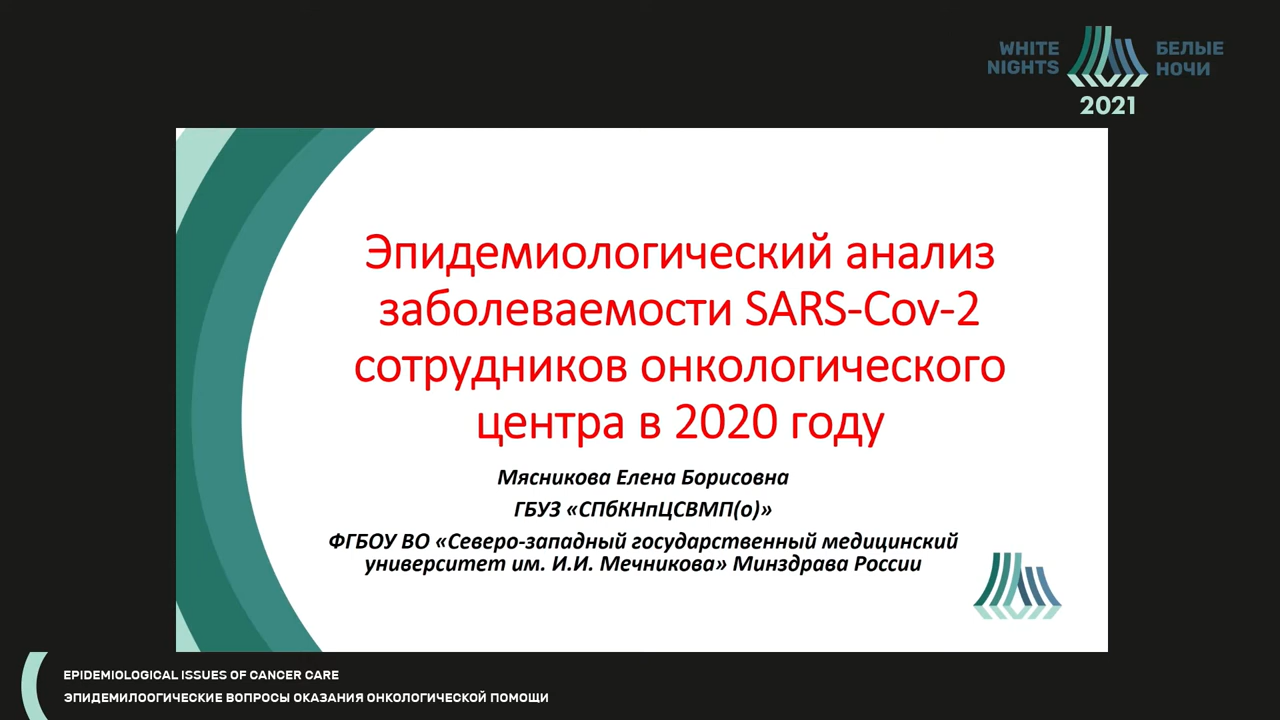 WHITE
NIGHTS
БЕЛЫЕ
НОЧИ
2021
Эпидемиологический анализ
заболеваемости SARS-Cov-2
сотрудников онкологического
центра в 2020 году
Мясникова Елена Борисовна
ГБУЗ «СПбКНпЦСВМП(о)»
ФГБОУ ВО «Северо-западный государственный медицинский
университет им. И.И. Мечникова» Минздрава России
EPIDEMIOLOGICAL ISSUES OF CANCER CARE
ЭПИДЕМИЛООГИЧЕСКИЕ ВОПРОСЫ ОКАЗАНИЯ ОНКОЛОГИЧЕСКОЙ ПОМОЩИ